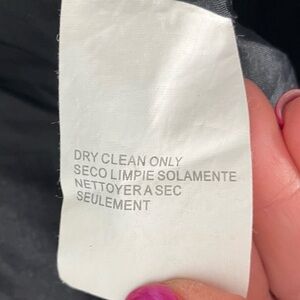 DRY CLEAN ONLY
SECO LIMPIE SOLAMENTE
NETTOYER A SEC
SEULEMENT